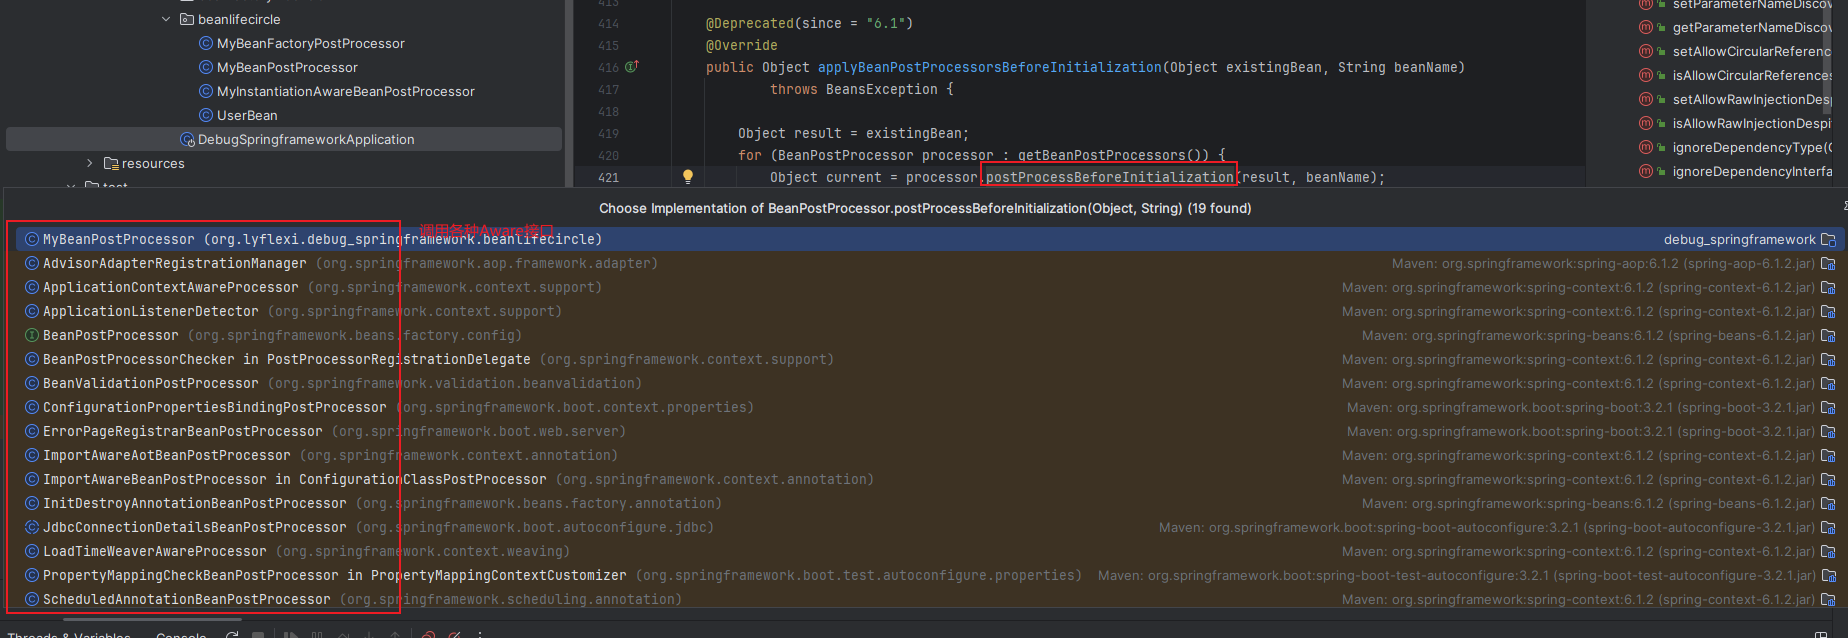 beanlifecircle
MyBeanFactoryPostProcessor
MyBeanPostProcessor
MyInstantiationAwareBeanPostProcessor
UserBean
DebugSpringframeworkApplication
resources
414 @Deprecated(since = "6.1")
415 @Override
416 public Object applyBeanPostProcessorsBeforeInitialization(Object existingBean, String beanName)
417 throws BeansException {
418
419 Object result = existingBean;
420 for (BeanPostProcessor processor : getBeanPostProcessors()) {
421 Object current = processor.postProcessBeforeInitialization(result, beanName);
setParameterNameDiscov
getParameterNameDiscov
setAllowCircularReferenc
isAllowCircularReferences
setAllowRawInjectionDesp
isAllowRawInjectionDespi
ignoreDependencyType(C
ignoreDependencyInterfa
Choose Implementation of BeanPostProcessor.postProcessBeforeInitialization(Object, String) (19 found)
调用各种Aware接口
MyBeanPostProcessor (org.lyflexi.debug_springframework.beanlifecircle) debug_springframework
AdvisorAdapterRegistrationManager (org.springframework.aop.framework.adapter) Maven: org.springframework:spring-aop:6.1.2 (spring-aop-6.1.2.jar)
ApplicationContextAwareProcessor (org.springframework.context.support) Maven: org.springframework:spring-context:6.1.2 (spring-context-6.1.2.jar)
ApplicationListenerDetector (org.springframework.context.support) Maven: org.springframework:spring-context:6.1.2 (spring-context-6.1.2.jar)
BeanPostProcessor (org.springframework.beans.factory.config) Maven: org.springframework:spring-beans:6.1.2 (spring-beans-6.1.2.jar)
BeanPostProcessorChecker in PostProcessorRegistrationDelegate (org.springframework.context.support) Maven: org.springframework:spring-context:6.1.2 (spring-context-6.1.2.jar)
BeanValidationPostProcessor (org.springframework.validation.beanvalidation) Maven: org.springframework:spring-context:6.1.2 (spring-context-6.1.2.jar)
ConfigurationPropertiesBindingPostProcessor (org.springframework.boot.context.properties) Maven: org.springframework.boot:spring-boot:3.2.1 (spring-boot-3.2.1.jar)
ErrorPageRegistrarBeanPostProcessor (org.springframework.boot.web.server) Maven: org.springframework.boot:spring-boot:3.2.1 (spring-boot-3.2.1.jar)
ImportAwareAotBeanPostProcessor (org.springframework.context.annotation) Maven: org.springframework:spring-context:6.1.2 (spring-context-6.1.2.jar)
ImportAwareBeanPostProcessor in ConfigurationClassPostProcessor (org.springframework.context.annotation) Maven: org.springframework:spring-context:6.1.2 (spring-context-6.1.2.jar)
InitDestroyAnnotationBeanPostProcessor (org.springframework.beans.factory.annotation) Maven: org.springframework:spring-beans:6.1.2 (spring-beans-6.1.2.jar)
JdbcConnectionDetailsBeanPostProcessor (org.springframework.boot.autoconfigure.jdbc) Maven: org.springframework.boot:spring-boot-autoconfigure:3.2.1 (spring-boot-autoconfigure-3.2.1.jar)
LoadTimeWeaverAwareProcessor (org.springframework.context.weaving) Maven: org.springframework:spring-context:6.1.2 (spring-context-6.1.2.jar)
PropertyMappingCheckBeanPostProcessor in PropertyMappingContextCustomizer (org.springframework.boot.test.autoconfigure.properties) Maven: org.springframework.boot:spring-boot-test-autoconfigure:3.2.1 (spring-boot-test-autoconfigure-3.2.1.jar)
ScheduledAnnotationBeanPostProcessor (org.springframework.scheduling.annotation) Maven: org.springframework:spring-context:6.1.2 (spring-context-6.1.2.jar)
Threads & Variables Console